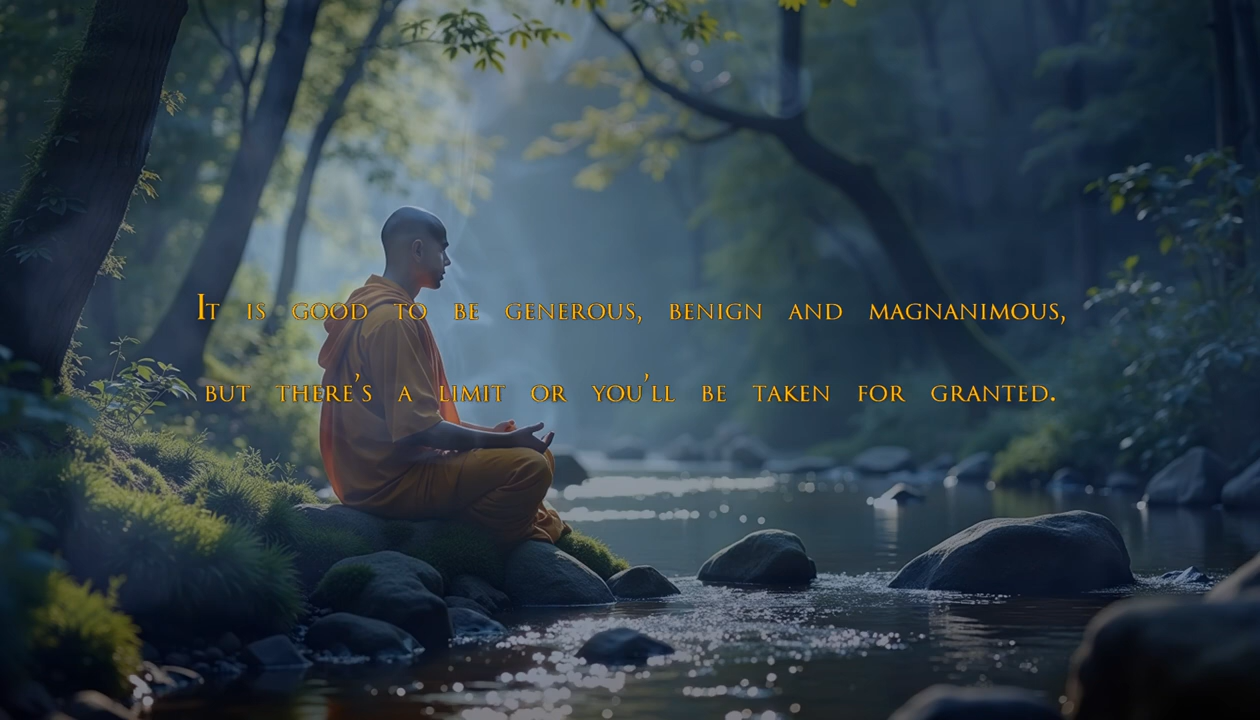 It is good to be generous, benign and magnanimous,
but there's a limit or you'll be taken for granted.